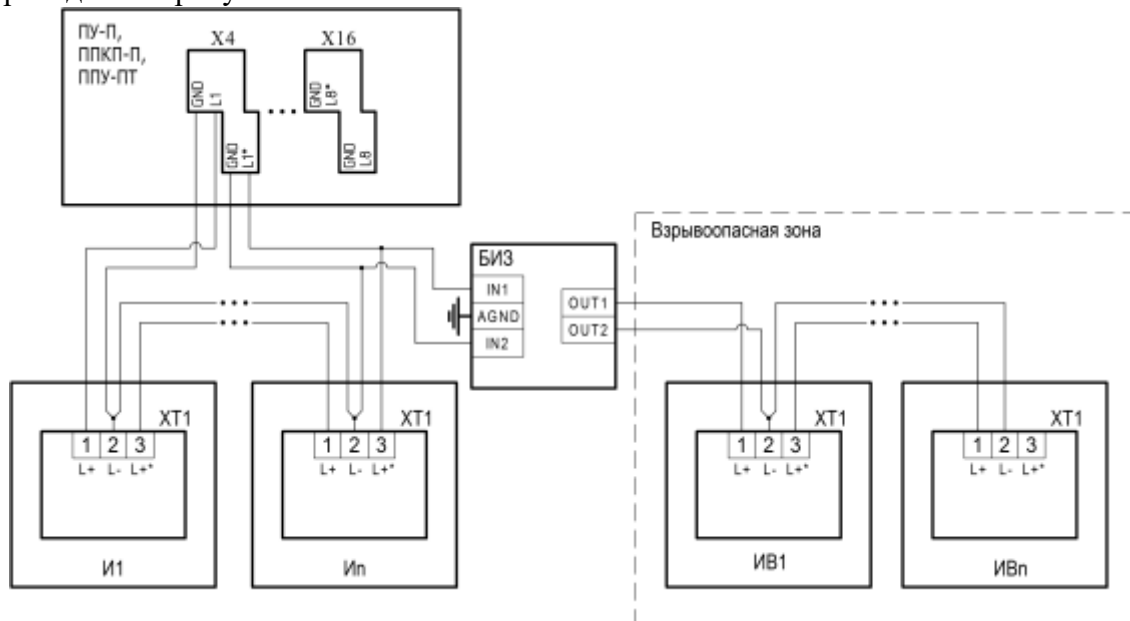 ПУ-П,
ППКП-П,
ППУ-ПТ
X4
X16
GND
L1
GND
L1*
GND
L8*
GND
L8
Взрывоопасная зона
БИЗ
IN1
AGND
IN2
OUT1
OUT2
XT1
1 2 3
L+ L- L+*
И1
XT1
1 2 3
L+ L- L+*
Иn
XT1
1 2 3
L+ L- L+*
ИВ1
XT1
1 2 3
L+ L- L+*
ИВn